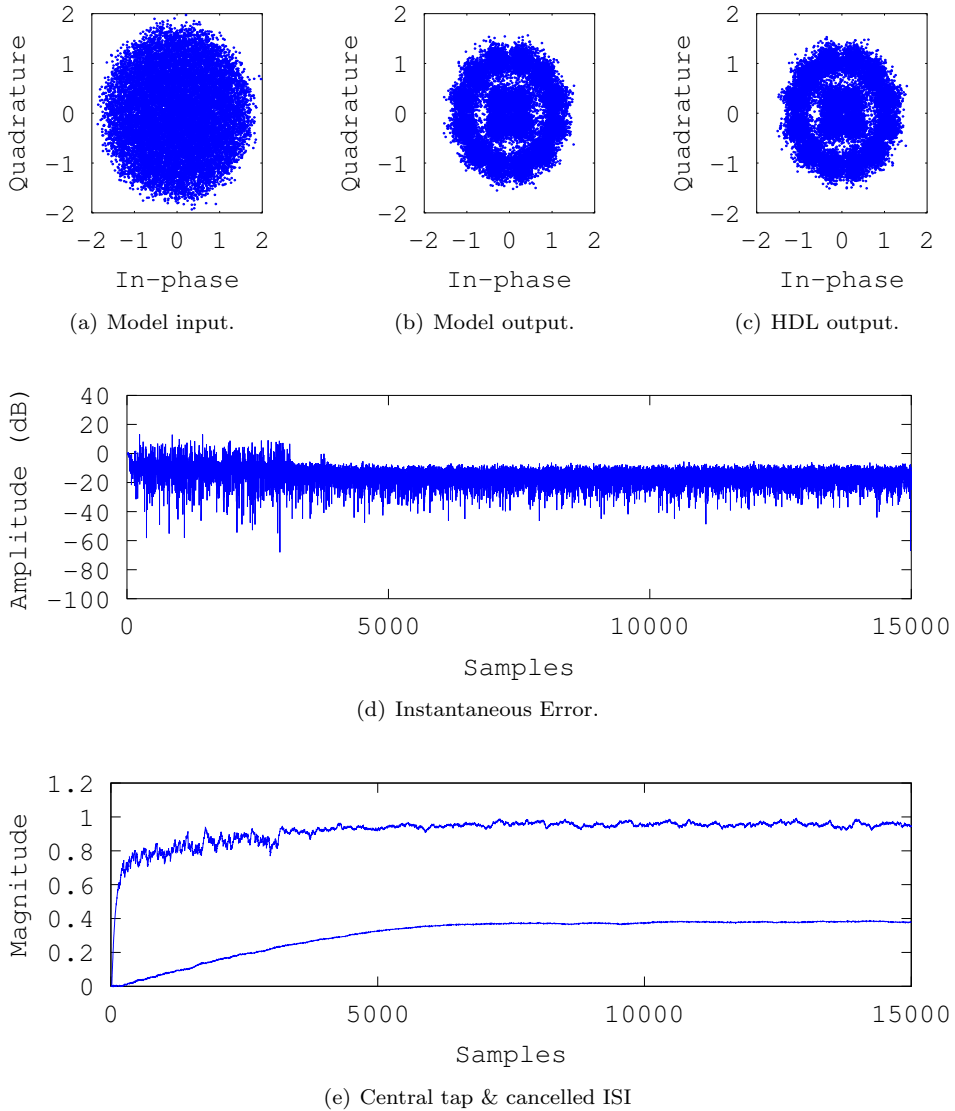 2
1
0
−1
−2
Quadrature
−2 −1 0 1 2
In−phase
(a) Model input.
2
1
0
−1
−2
Quadrature
−2 −1 0 1 2
In−phase
(b) Model output.
2
1
0
−1
−2
Quadrature
−2 −1 0 1 2
In−phase
(c) HDL output.
Amplitude (dB)
40
20
0
−20
−40
−60
−80
−100
0 5000 10000 15000
Samples
(d) Instantaneous Error.
Magnitude
1.2
1
0.8
0.6
0.4
0.2
0
0 5000 10000 15000
Samples
(e) Central tap & cancelled ISI